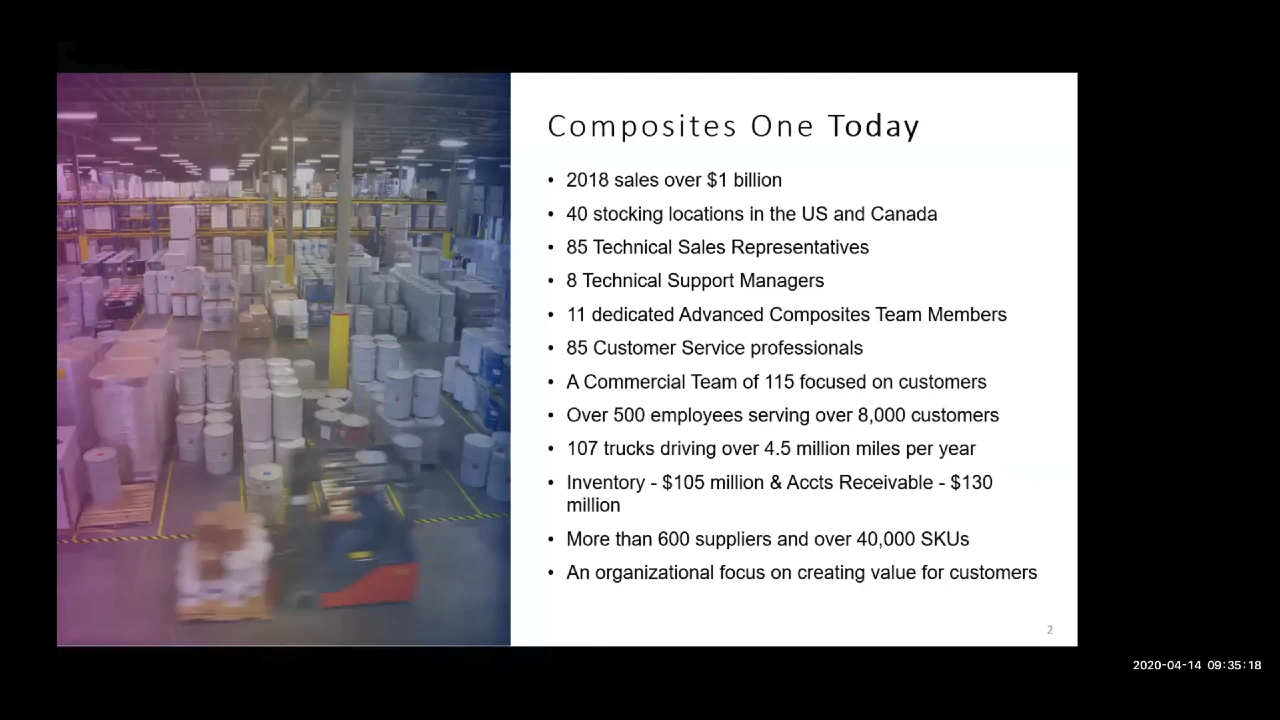 Composites One Today
• 2018 sales over $1 billion
• 40 stocking locations in the US and Canada
• 85 Technical Sales Representatives
• 8 Technical Support Managers
• 11 dedicated Advanced Composites Team Members
• 85 Customer Service professionals
• A Commercial Team of 115 focused on customers
• Over 500 employees serving over 8,000 customers
• 107 trucks driving over 4.5 million miles per year
• Inventory - $105 million & Accts Receivable - $130
million
• More than 600 suppliers and over 40,000 SKUs
• An organizational focus on creating value for customers
2
2020-04-14 09:35:18